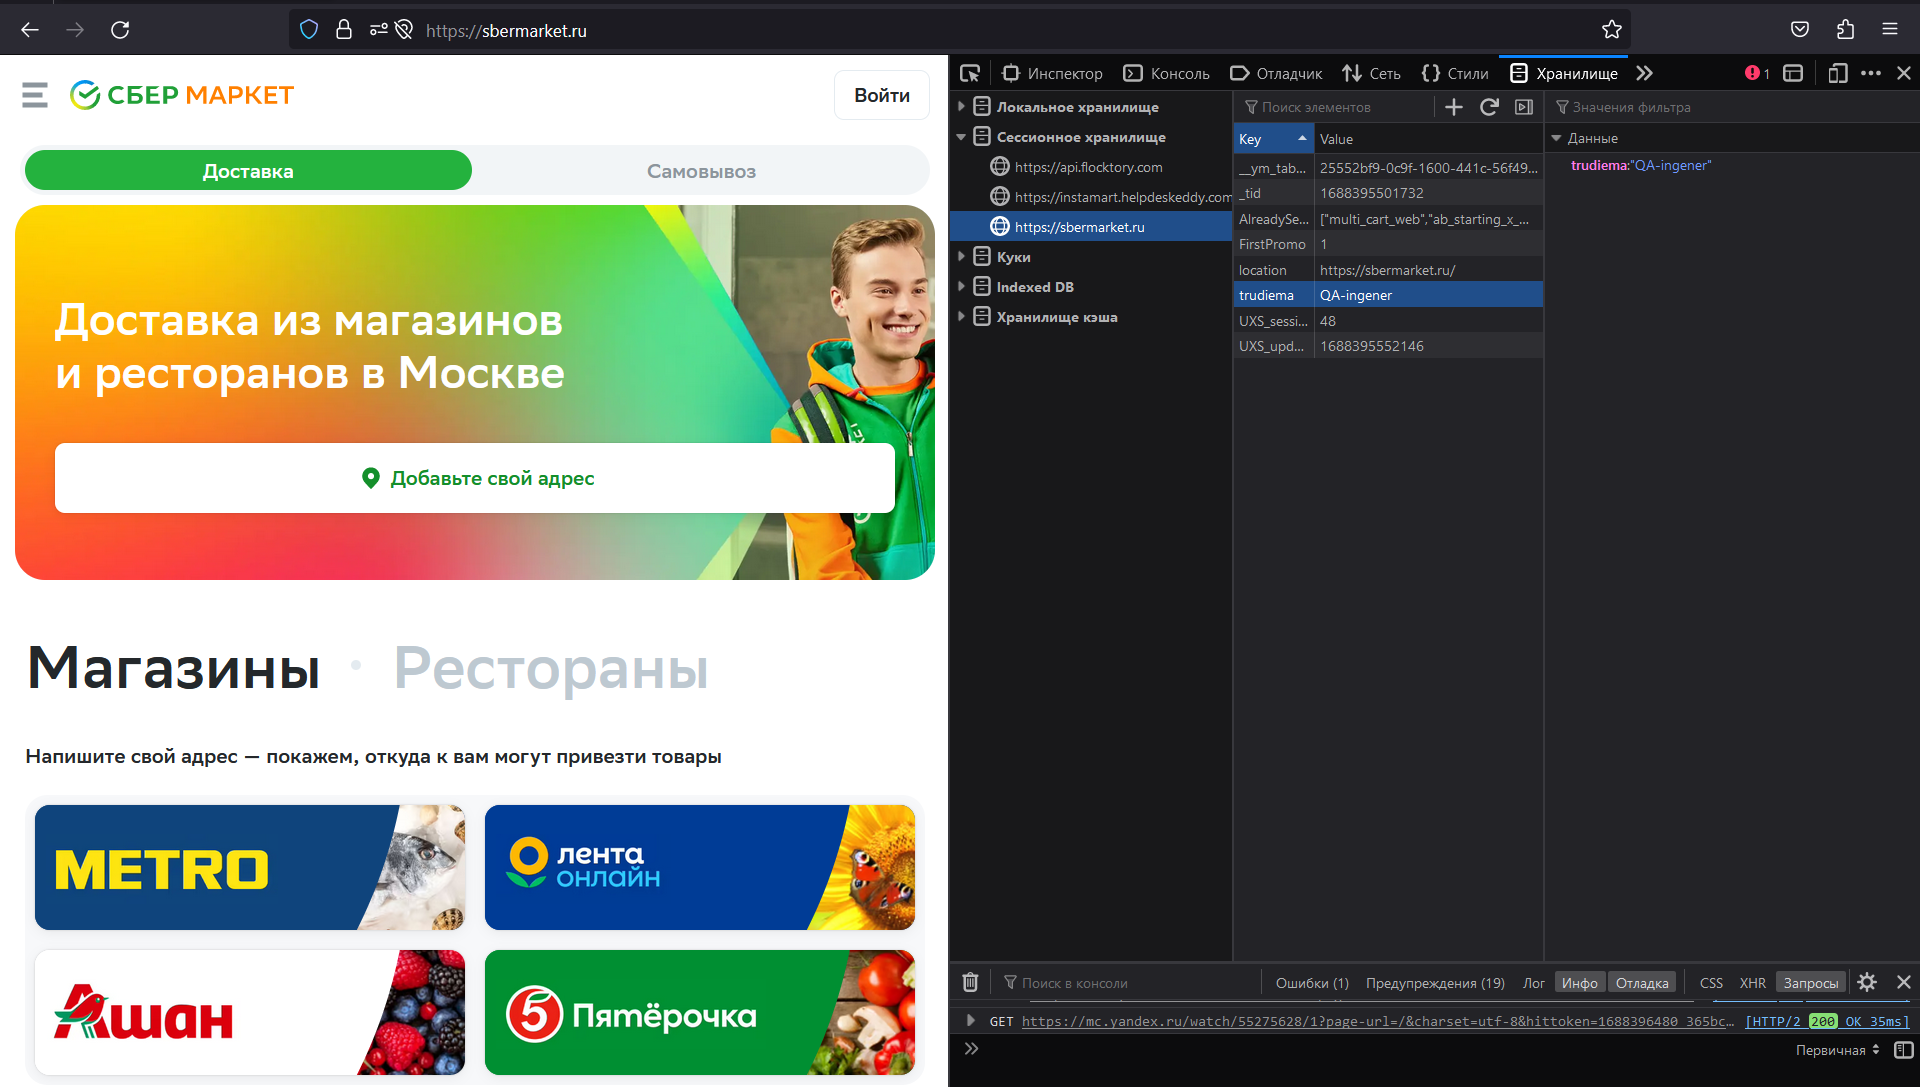 https://sbermarket.ru
СБЕР МАРКЕТ
Войти
Доставка
Самовывоз
Доставка из магазинов
и ресторанов в Москве
Добавьте свой адрес
Магазины • Рестораны
Напишите свой адрес — покажем, откуда к вам могут привезти товары
METRO
лента
онлайн
Ашан
5 Пятёрочка
Инспектор
Консоль
Отладчик
Сеть
Стили
Хранилище
1
Локальное хранилище
Сессионное хранилище
https://api.flocktory.com
https://instamart.helpdeskeddy.com
https://sbermarket.ru
Куки
Indexed DB
Хранилище кэша
Поиск элементов
Key Value
__ym_tab... 25552bf9-0c9f-1600-441c-56f49...
_tid 1688395501732
AlreadySe... ["multi_cart_web","ab_starting_x_...
FirstPromo 1
location https://sbermarket.ru/
trudiema QA-ingener
UXS_sessi... 48
UXS_upd... 1688395552146
Значения фильтра
Данные
trudiema:"QA-ingener"
Поиск в консоли
Ошибки (1) Предупреждения (19) Лог Инфо Отладка CSS XHR Запросы
GET https://mc.yandex.ru/watch/55275628/1?page-url=/&charset=utf-8&hittoken=1688396480_365bc… [HTTP/2 200 OK 35ms]
Первичная